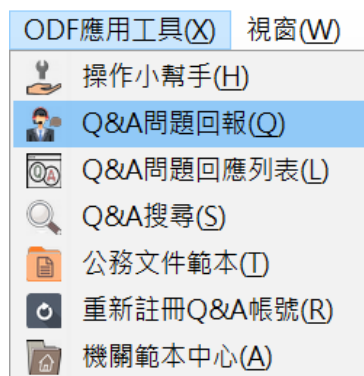 ODF應用工具(X) 視窗(W)
操作小幫手(H)
Q&A問題回報(Q)
Q&A問題回應列表(L)
Q&A搜尋(S)
公務文件範本(T)
重新註冊Q&A帳號(R)
機關範本中心(A)